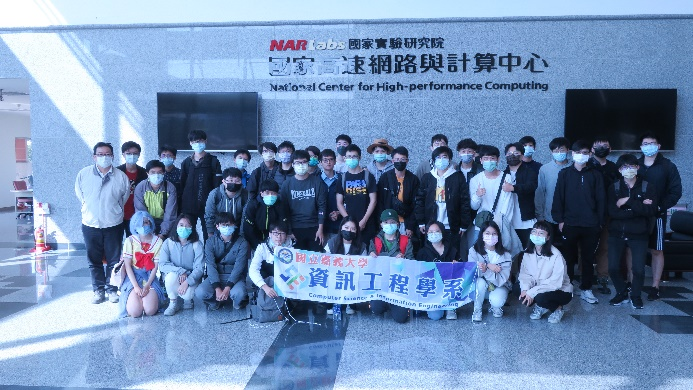 NARLabs 國家實驗研究院
國家高速網路與計算中心
National Center for High-performance Computing
國立嘉義大學
資訊工程學系
Computer Science & Information Engineering